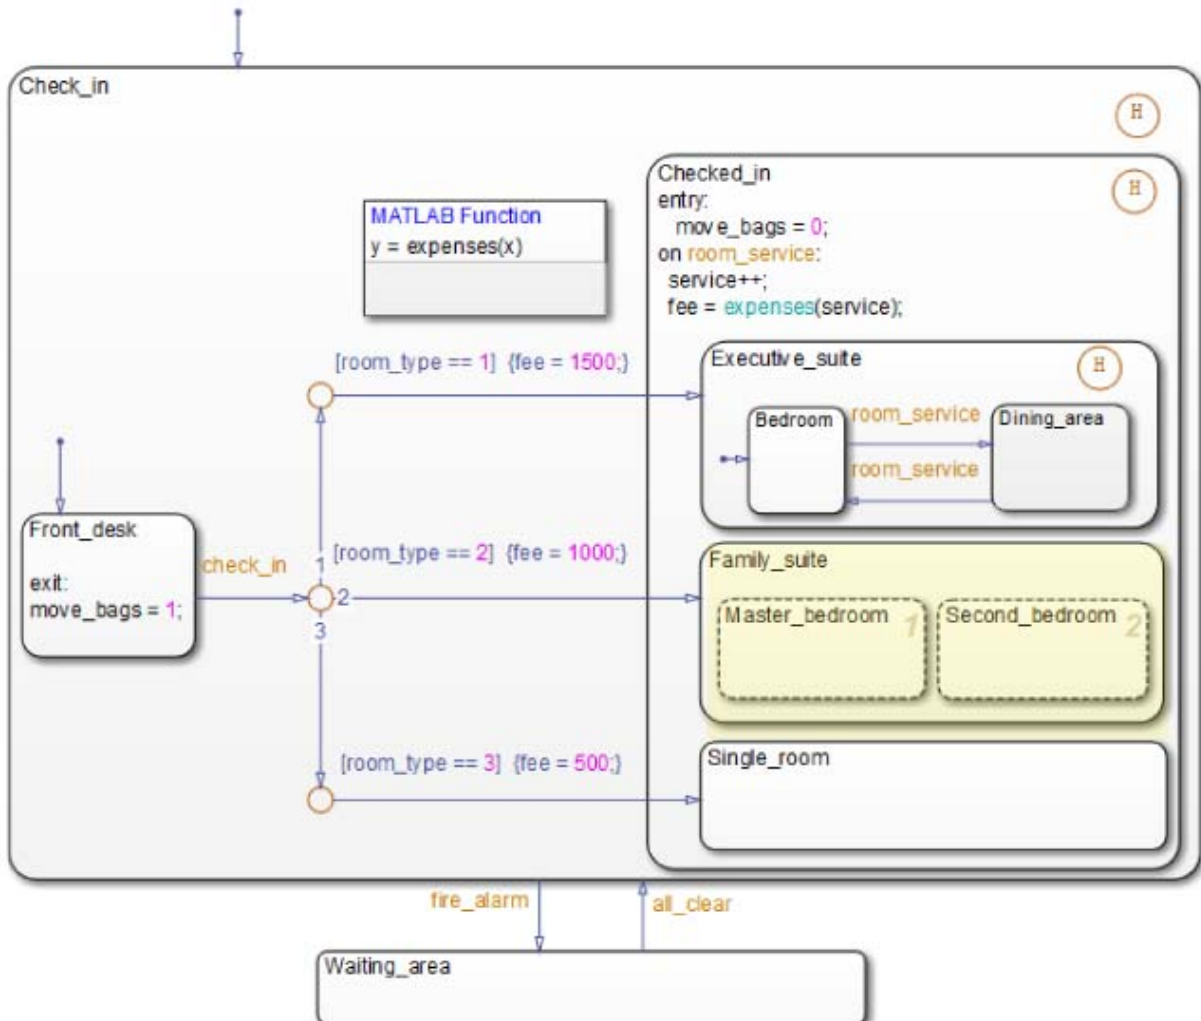 Check_in
H
Checked_in
H
entry:
move_bags = 0;
on room_service:
service++;
fee = expenses(service);
MATLAB Function
y = expenses(x)
[room_type == 1] {fee = 1500;}
Executive_suite
H
Bedroom
room_service
Dining_area
room_service
Front_desk
exit:
move_bags = 1;
check_in
1
2
3
[room_type == 2] {fee = 1000;}
Family_suite
Master_bedroom 1
Second_bedroom 2
[room_type == 3] {fee = 500;}
Single_room
fire_alarm
all_clear
Waiting_area